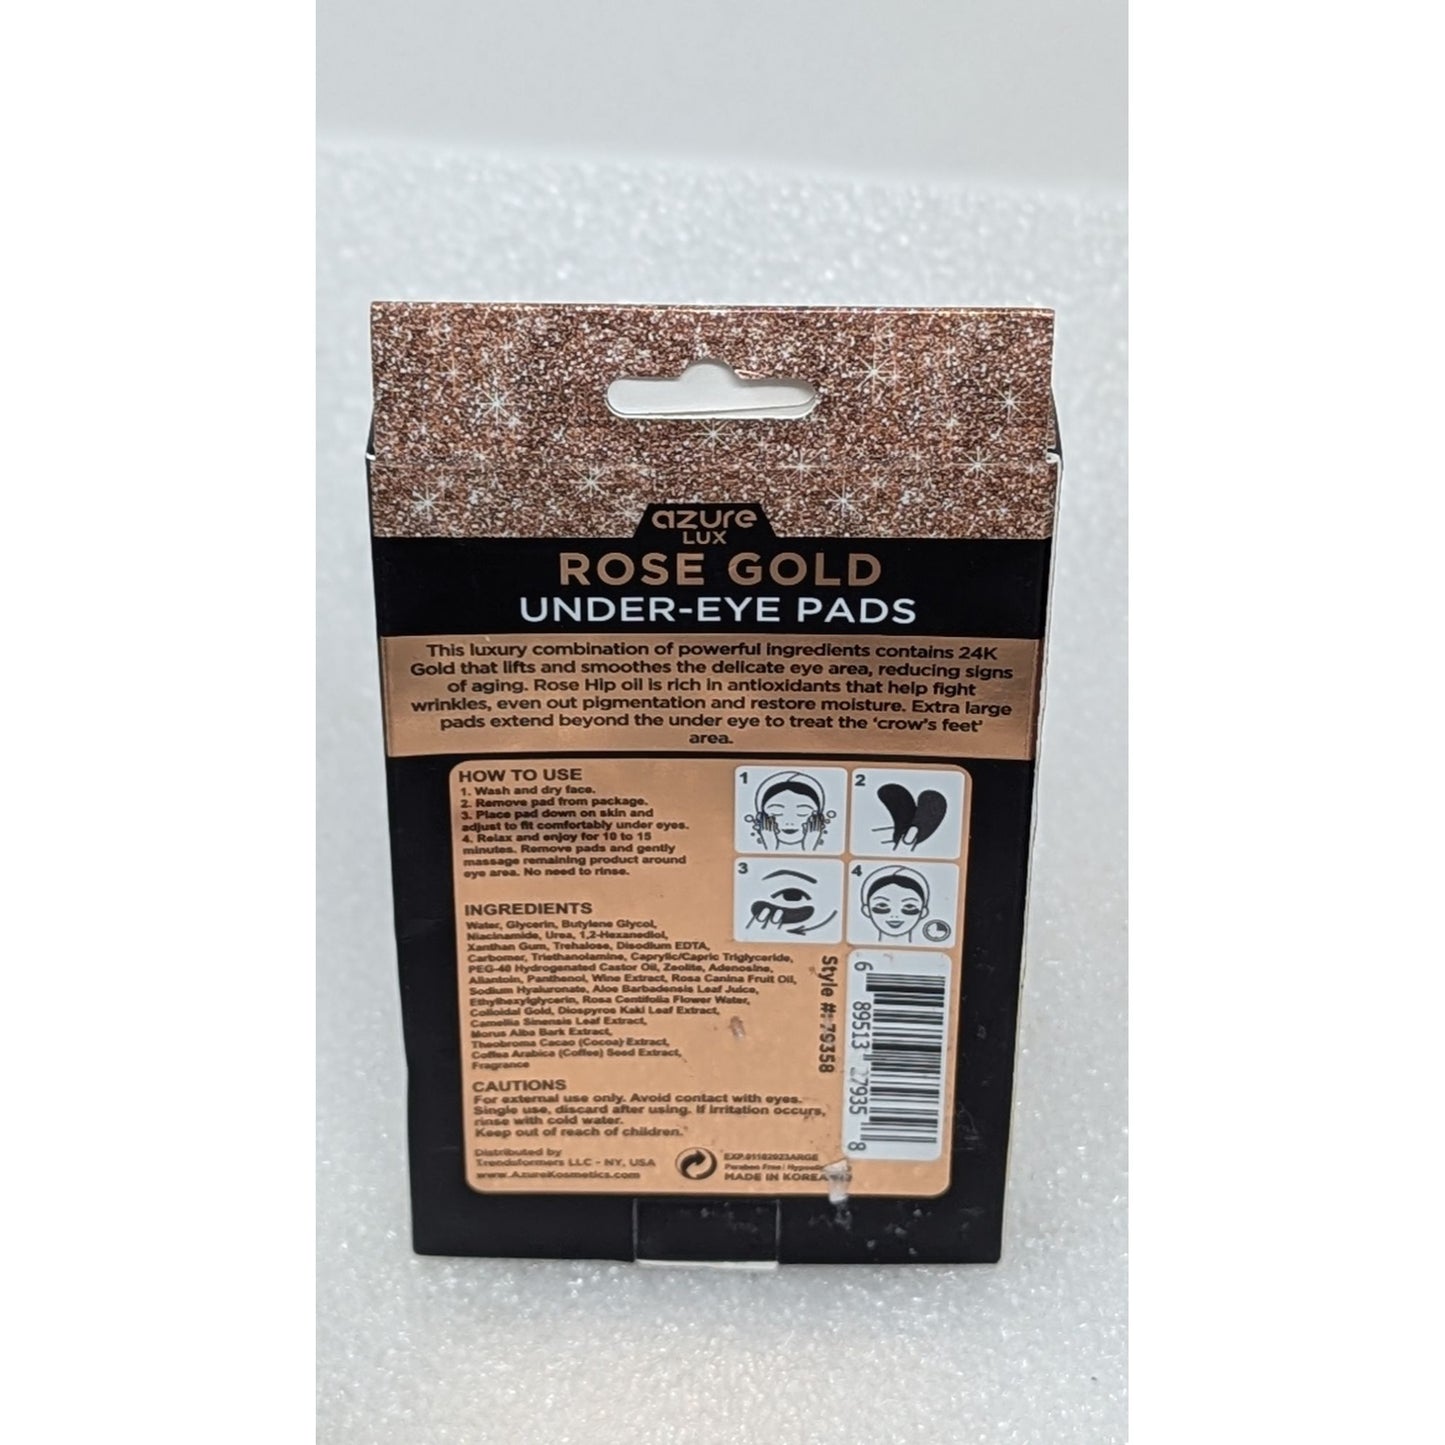 azure
LUX
ROSE GOLD
UNDER-EYE PADS
This luxury combination of powerful ingredients contains 24K
Gold that lifts and smoothes the delicate eye area, reducing signs
of aging. Rose Hip oil is rich in antioxidants that help fight
wrinkles, even out pigmentation and restore moisture. Extra large
pads extend beyond the under eye to treat the 'crow's feet'
area.
HOW TO USE
1. Wash and dry face.
2. Remove pad from package.
3. Place pad down on skin and
adjust to fit comfortably under eyes.
4. Relax and enjoy for 10 to 15
minutes. Remove pads and gently
massage remaining product around
eye area. No need to rinse.
1
2
3
4
INGREDIENTS
Water, Glycerin, Butylene Glycol,
Niacinamide, Urea, 1,2-Hexanediol,
Xanthan Gum, Trehalose, Disodium EDTA,
Carbomer, Triethanolamine, Caprylic/Capric Triglyceride,
PEG-40 Hydrogenated Castor Oil, Zeolite, Adenosine,
Allantoin, Panthenol, Wine Extract, Rosa Canina Fruit Oil,
Sodium Hyaluronate, Aloe Barbadensis Leaf Juice,
Ethylhexylglycerin, Rosa Centifolia Flower Water,
Colloidal Gold, Diospyros Kaki Leaf Extract,
Camellia Sinensis Leaf Extract,
Morus Alba Bark Extract,
Theobroma Cacao (Cocoa) Extract,
Coffea Arabica (Coffee) Seed Extract,
Fragrance
Style #: 79358
6 89513 27935 8
CAUTIONS
For external use only. Avoid contact with eyes.
Single use, discard after using. If irritation occurs,
rinse with cold water.
Keep out of reach of children.
Distributed by
Trendsformers LLC - NY, USA
www.AzureKosmetics.com
EXP.01102023ARGE
Paraben Free
MADE IN KOREA